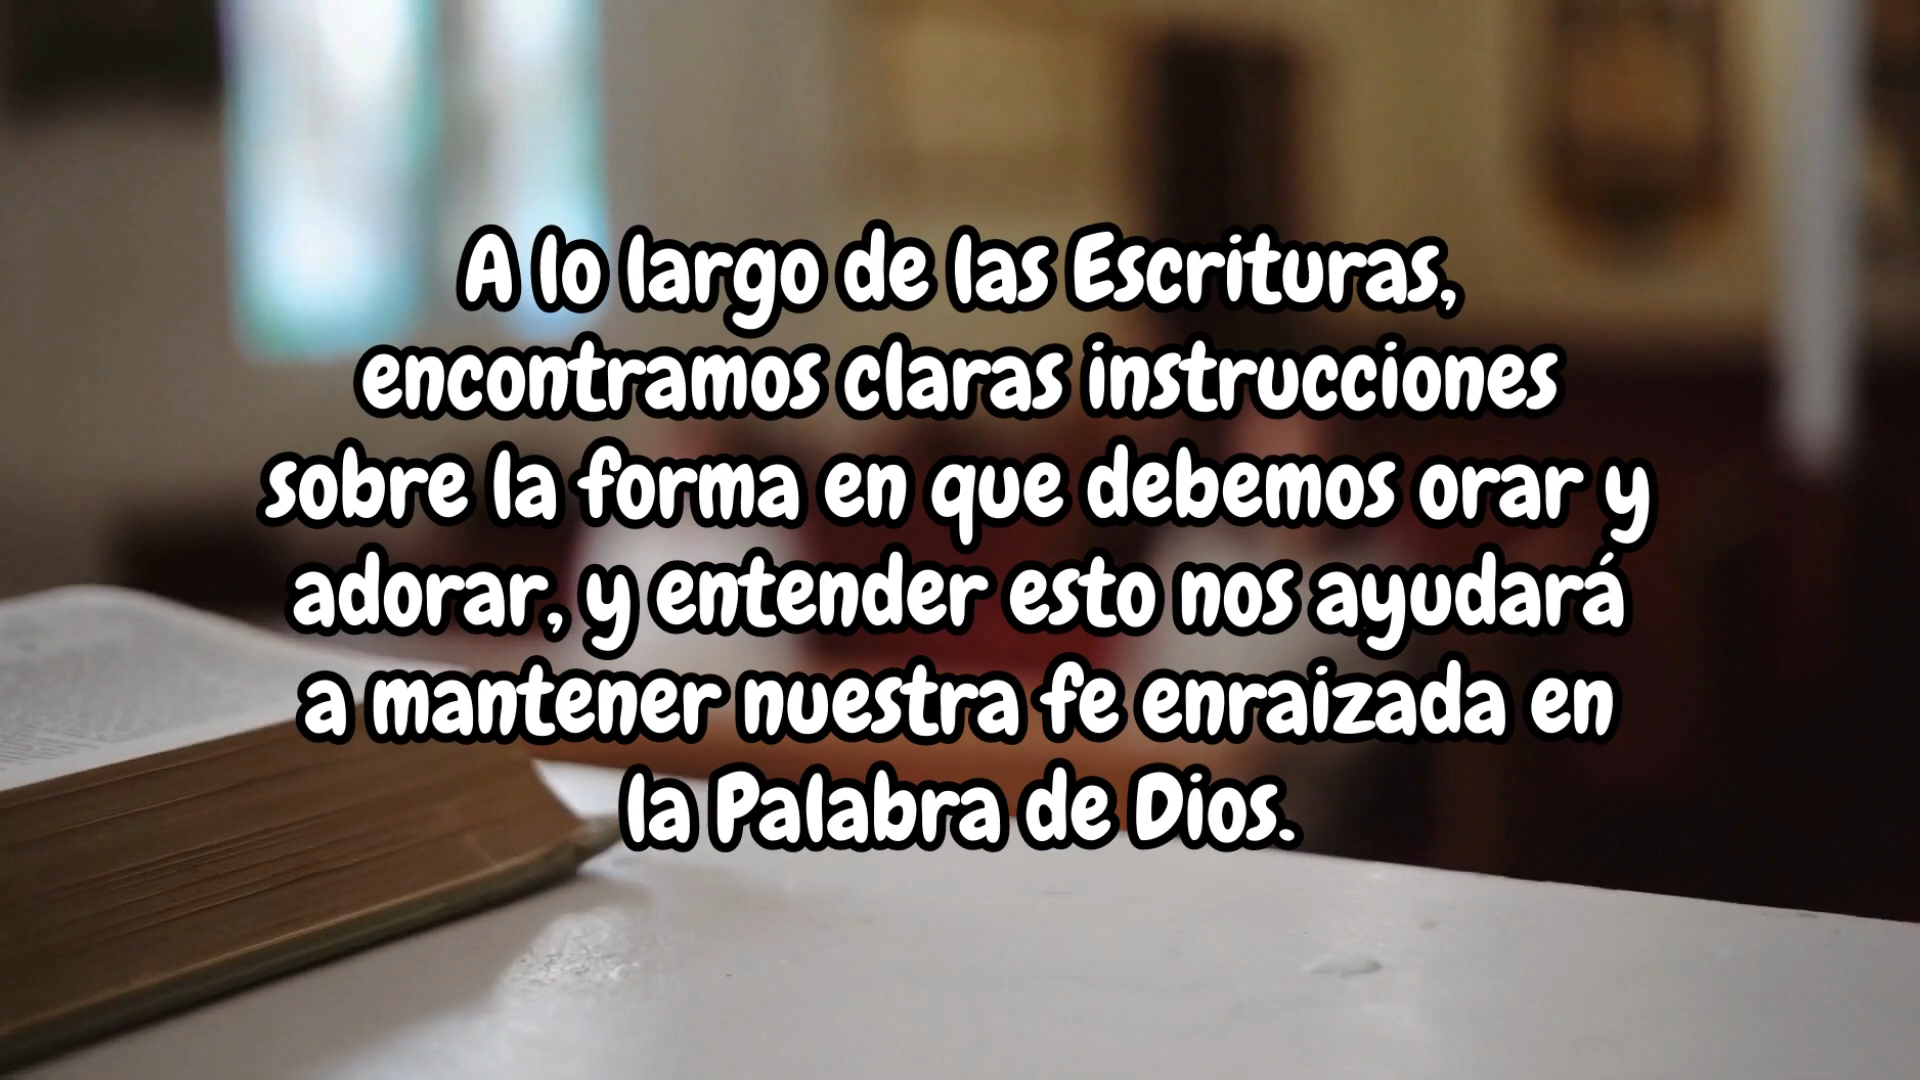 A lo largo de las Escrituras,
encontramos claras instrucciones
sobre la forma en que debemos orar y
adorar, y entender esto nos ayudará
a mantener nuestra fe enraizada en
la Palabra de Dios.